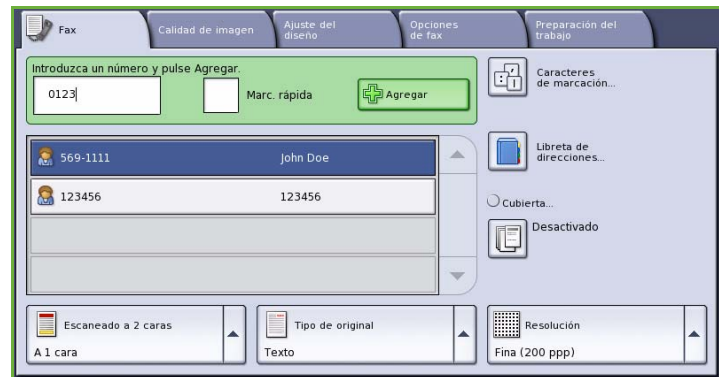 Fax
Calidad de imagen
Ajuste del
diseño
Opciones
de fax
Preparación del
trabajo
Introduzca un número y pulse Agregar.
0123
Marc. rápida
Agregar
Caracteres
de marcación...
569-1111 John Doe
123456 123456
Libreta de
direcciones...
Cubierta...
Desactivado
Escaneado a 2 caras
A 1 cara
Tipo de original
Texto
Resolución
Fina (200 ppp)